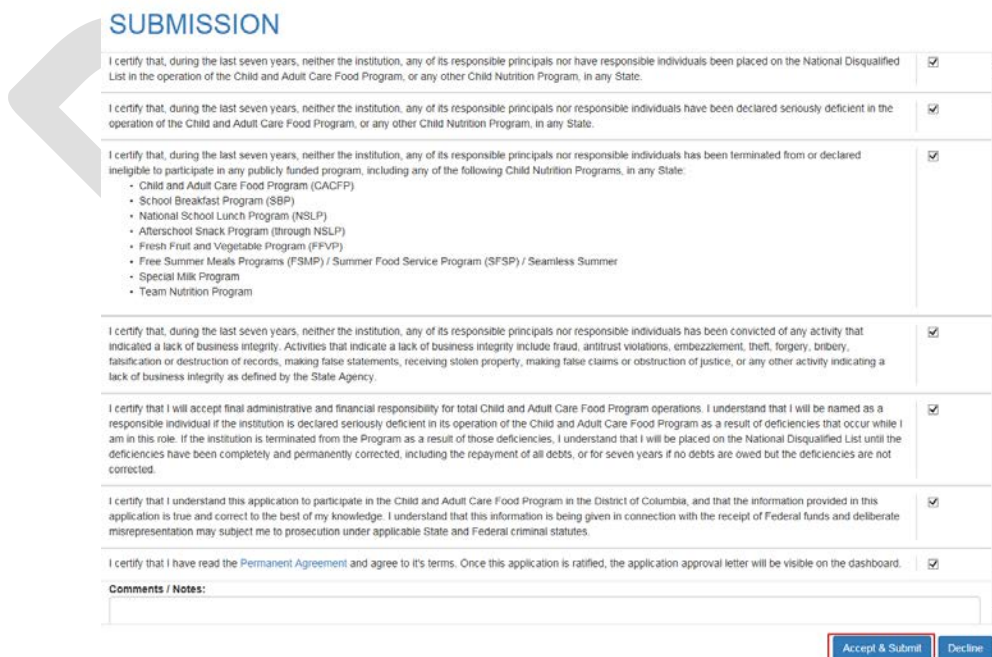 SUBMISSION
I certify that, during the last seven years, neither the institution, any of its responsible principals nor have responsible individuals been placed on the National Disqualified
List in the operation of the Child and Adult Care Food Program, or any other Child Nutrition Program, in any State.
I certify that, during the last seven years, neither the institution, any of its responsible principals nor responsible individuals have been declared seriously deficient in the
operation of the Child and Adult Care Food Program, or any other Child Nutrition Program, in any State.
I certify that, during the last seven years, neither the institution, any of its responsible principals nor responsible individuals has been terminated from or declared
ineligible to participate in any publicly funded program, including any of the following Child Nutrition Programs, in any State:
• Child and Adult Care Food Program (CACFP)
• School Breakfast Program (SBP)
• National School Lunch Program (NSLP)
• Afterschool Snack Program (through NSLP)
• Fresh Fruit and Vegetable Program (FFVP)
• Free Summer Meals Programs (FSMP) / Summer Food Service Program (SFSP) / Seamless Summer
• Special Milk Program
• Team Nutrition Program
I certify that, during the last seven years, neither the institution, any of its responsible principals nor responsible individuals has been convicted of any activity that
indicated a lack of business integrity. Activities that indicate a lack of business integrity include fraud, antitrust violations, embezzlement, theft, forgery, bribery,
falsification or destruction of records, making false statements, receiving stolen property, making false claims or obstruction of justice, or any other activity indicating a
lack of business integrity as defined by the State Agency.
I certify that I will accept final administrative and financial responsibility for total Child and Adult Care Food Program operations. I understand that I will be named as a
responsible individual if the institution is declared seriously deficient in its operation of the Child and Adult Care Food Program as a result of deficiencies that occur while I
am in this role. If the institution is terminated from the Program as a result of those deficiencies, I understand that I will be placed on the National Disqualified List until the
deficiencies have been completely and permanently corrected, including the repayment of all debts, or for seven years if no debts are owed but the deficiencies are not
corrected.
I certify that I understand this application to participate in the Child and Adult Care Food Program in the District of Columbia, and that the information provided in this
application is true and correct to the best of my knowledge. I understand that this information is being given in connection with the receipt of Federal funds and deliberate
misrepresentation may subject me to prosecution under applicable State and Federal criminal statutes.
I certify that I have read the Permanent Agreement and agree to it's terms. Once this application is ratified, the application approval letter will be visible on the dashboard.
Comments / Notes:
Accept & Submit Decline